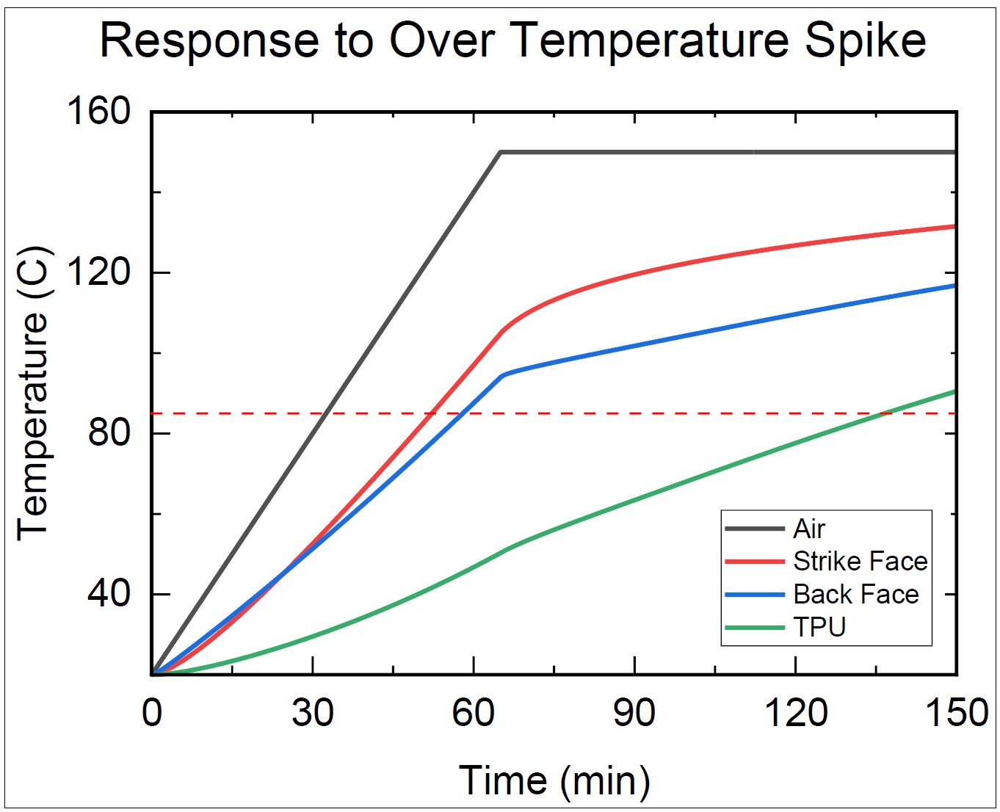 Response to Over Temperature Spike
160
120
80
40
Temperature (C)
0 30 60 90 120 150
Time (min)
Air
Strike Face
Back Face
TPU